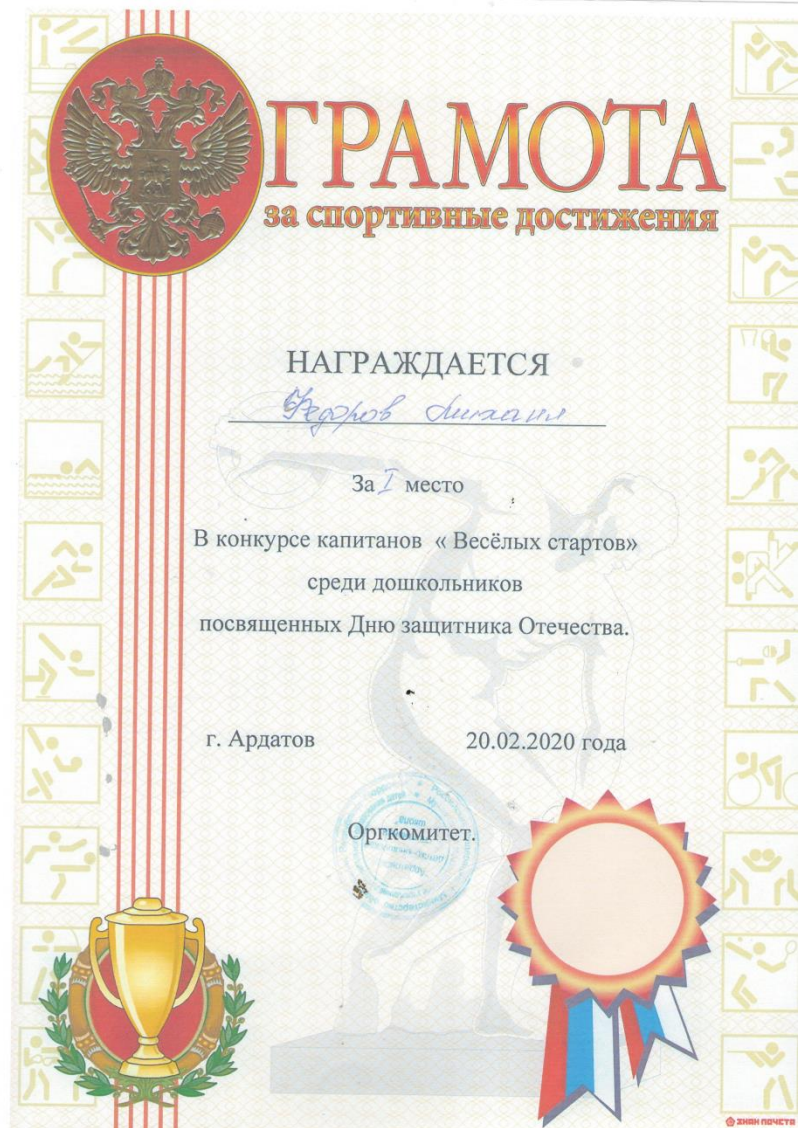 ГРАМОТА
за спортивные достижения
НАГРАЖДАЕТСЯ
Федоров Михаил
За I место
В конкурсе капитанов « Весёлых стартов»
среди дошкольников
посвященных Дню защитника Отечества.
г. Ардатов 20.02.2020 года
Оргкомитет.
ЗНАК ПОЧЕТА